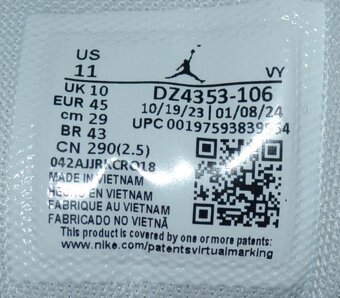 US
11
VY
UK 10
EUR 45
cm 29
BR 43
CN 290(2.5)
DZ4353-106
10/19/23 | 01/08/24
UPC
MADE IN VIETNAM
HECHO EN VIETNAM
FABRIQUE AU VIETNAM
FABRICADO NO VIETNÃ
This product is covered by one or more patents:
www.nike.com/patentsvirtualmarking